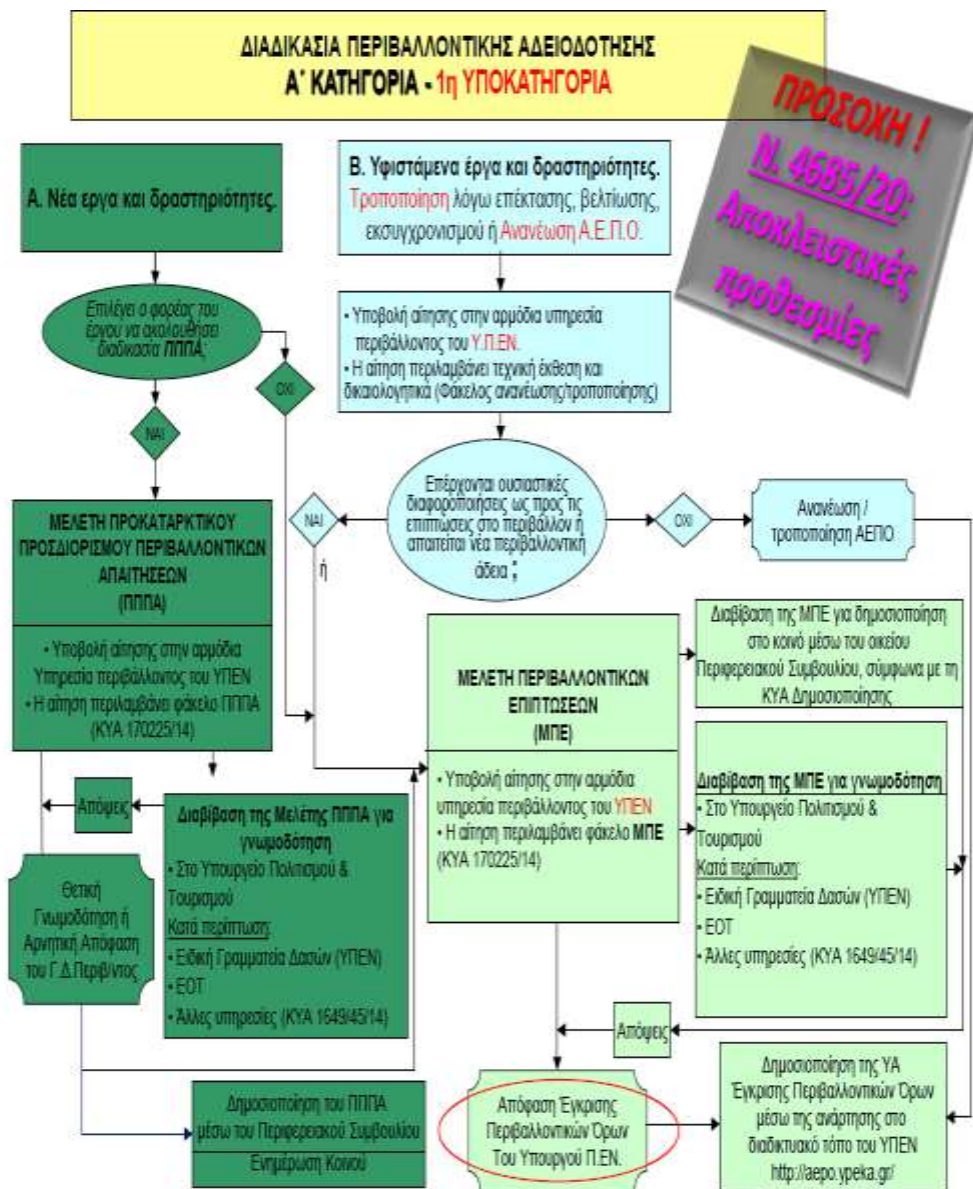 ΔΙΑΔΙΚΑΣΙΑ ΠΕΡΙΒΑΛΛΟΝΤΙΚΗΣ ΑΔΕΙΟΔΟΤΗΣΗΣ
Α΄ ΚΑΤΗΓΟΡΙΑ - 1η ΥΠΟΚΑΤΗΓΟΡΙΑ
ΠΡΟΣΟΧΗ !
Ν. 4685/20:
Αποκλειστικές
προθεσμίες
Α. Νέα εργα και δραστηριότητες.
Β. Υφιστάμενα έργα και δραστηριότητες.
Τροποποίηση λόγω επέκτασης, βελτίωσης,
εκσυγχρονισμού ή Ανανέωση Α.Ε.Π.Ο.
Επιλέγει ο φορέας του
έργου να ακολουθήσει
διαδικασία ΠΠΠΑ;
ΟΧΙ
ΝΑΙ
• Υποβολή αίτησης στην αρμόδια υπηρεσία
περιβάλλοντος του Υ.Π.ΕΝ.
• Η αίτηση περιλαμβάνει τεχνική έκθεση και
δικαιολογητικά (Φάκελος ανανέωσης/τροποποίησης)
Επέρχονται ουσιαστικές
διαφοροποιήσεις ως προς τις
επιπτώσεις στο περιβάλλον ή
απαιτείται νέα περιβαλλοντική
άδεια ;
ΝΑΙ
ή
ΟΧΙ
Ανανέωση /
τροποποίηση ΑΕΠΟ
ΜΕΛΕΤΗ ΠΡΟΚΑΤΑΡΚΤΙΚΟΥ
ΠΡΟΣΔΙΟΡΙΣΜΟΥ ΠΕΡΙΒΑΛΛΟΝΤΙΚΩΝ
ΑΠΑΙΤΗΣΕΩΝ
(ΠΠΠΑ)
• Υποβολή αίτησης στην αρμόδια
Υπηρεσία περιβάλλοντος του ΥΠΕΝ
• Η αίτηση περιλαμβάνει φάκελο ΠΠΠΑ
(ΚΥΑ 170225/14)
ΜΕΛΕΤΗ ΠΕΡΙΒΑΛΛΟΝΤΙΚΩΝ
ΕΠΙΠΤΩΣΕΩΝ
(ΜΠΕ)
• Υποβολή αίτησης στην αρμόδια
υπηρεσία περιβάλλοντος του ΥΠΕΝ
• Η αίτηση περιλαμβάνει φάκελο ΜΠΕ
(ΚΥΑ 170225/14)
Διαβίβαση της ΜΠΕ για δημοσιοποίηση
στο κοινό μέσω του οικείου
Περιφερειακού Συμβουλίου, σύμφωνα με τη
ΚΥΑ Δημοσιοποίησης
Διαβίβαση της ΜΠΕ για γνωμοδότηση
• Στο Υπουργείο Πολιτισμού &
Τουρισμού
Κατά περίπτωση:
• Ειδική Γραμματεία Δασών (ΥΠΕΝ)
• ΕΟΤ
• Άλλες υπηρεσίες (ΚΥΑ 1649/45/14)
Απόψεις
Διαβίβαση της Μελέτης ΠΠΠΑ για
γνωμοδότηση
• Στο Υπουργείο Πολιτισμού &
Τουρισμού
Κατά περίπτωση:
• Ειδική Γραμματεία Δασών (ΥΠΕΝ)
• ΕΟΤ
• Άλλες υπηρεσίες (ΚΥΑ 1649/45/14)
Θετική
Γνωμοδότηση ή
Αρνητική Απόφαση
του Γ.Δ.Περιβ/ντος
Απόψεις
Δημοσιοποίηση του ΠΠΠΑ
μέσω του Περιφερειακού Συμβουλίου
Ενημέρωση Κοινού
Απόφαση Έγκρισης
Περιβαλλοντικών Όρων
Του Υπουργού Π.ΕΝ.
Δημοσιοποίηση της ΥΑ
Έγκρισης Περιβαλλοντικών Όρων
μέσω της ανάρτησης στο
διαδικτυακό τόπο του ΥΠΕΝ
http://aepo.ypeka.gr/